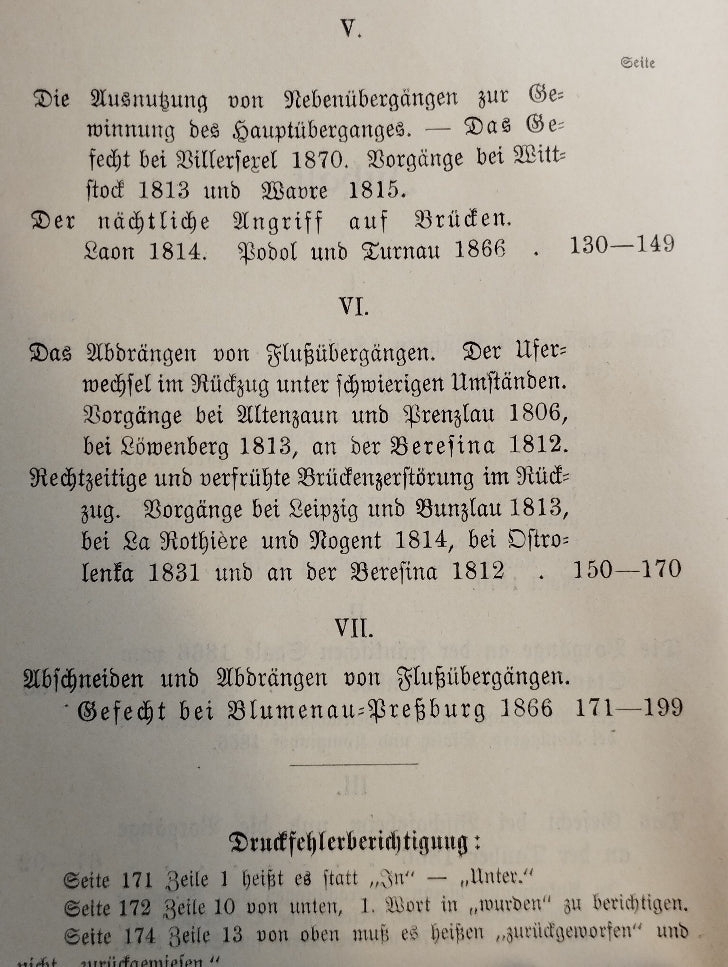 V.
Seite
Die Ausnutzung von Nebenübergängen zur Ge-
winnung des Hauptüberganges. — Das Ge-
fecht bei Villersexel 1870. Vorgänge bei Witt-
stock 1813 und Wavre 1815.
Der nächtliche Angriff auf Brücken.
Laon 1814. Podol und Turnau 1866 . 130—149
VI.
Das Abdrängen von Flußübergängen. Der Ufer-
wechsel im Rückzug unter schwierigen Umständen.
Vorgänge bei Altenzaun und Prenzlau 1806,
bei Löwenberg 1813, an der Beresina 1812.
Rechtzeitige und verfrühte Brückenzerstörung im Rück-
zug. Vorgänge bei Leipzig und Bunzlau 1813,
bei La Rothière und Nogent 1814, bei Ostro-
lenka 1831 und an der Beresina 1812 . 150—170
VII.
Abschneiden und Abdrängen von Flußübergängen.
Gefecht bei Blumenau-Preßburg 1866 171—199
Druckfehlerberichtigung:
Seite 171 Zeile 1 heißt es statt „In“ — „Unter.“
Seite 172 Zeile 10 von unten, 1. Wort in „wurden“ zu berichtigen.
Seite 174 Zeile 13 von oben muß es heißen „zurückgeworfen“ und
nicht „zurückgewiesen.“